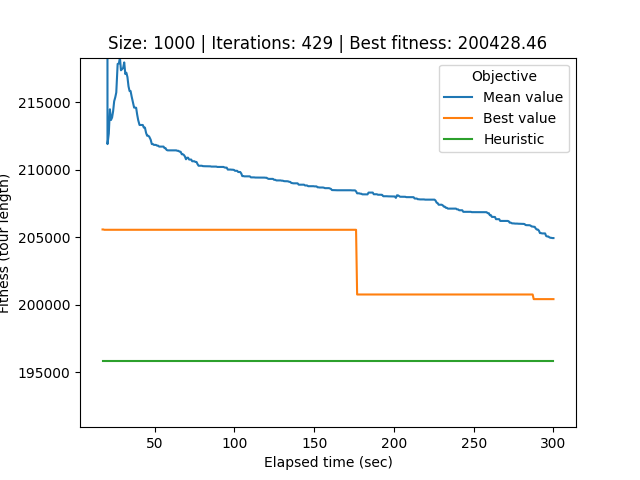 Size: 1000 | Iterations: 429 | Best fitness: 200428.46
Objective
Mean value
Best value
Heuristic
215000
210000
205000
200000
195000
Fitness (tour length)
50 100 150 200 250 300
Elapsed time (sec)